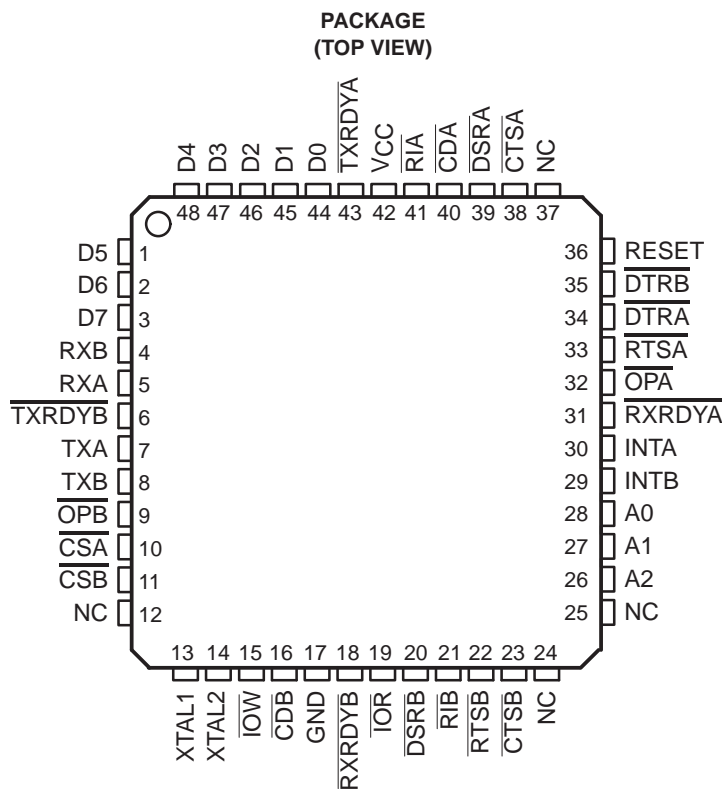 PACKAGE
(TOP VIEW)
D4
D3
D2
D1
D0
TXRDYA
VCC
RIA
CDA
DSRA
CTSA
NC
48 47 46 45 44 43 42 41 40 39 38 37
D5 1
D6 2
D7 3
RXB 4
RXA 5
TXRDYB 6
TXA 7
TXB 8
OPB 9
CSA 10
CSB 11
NC 12
36 RESET
35 DTRB
34 DTRA
33 RTSA
32 OPA
31 RXRDYA
30 INTA
29 INTB
28 A0
27 A1
26 A2
25 NC
13 14 15 16 17 18 19 20 21 22 23 24
XTAL1
XTAL2
IOW
CDB
GND
RXRDYB
IOR
DSRB
RIB
RTSB
CTSB
NC